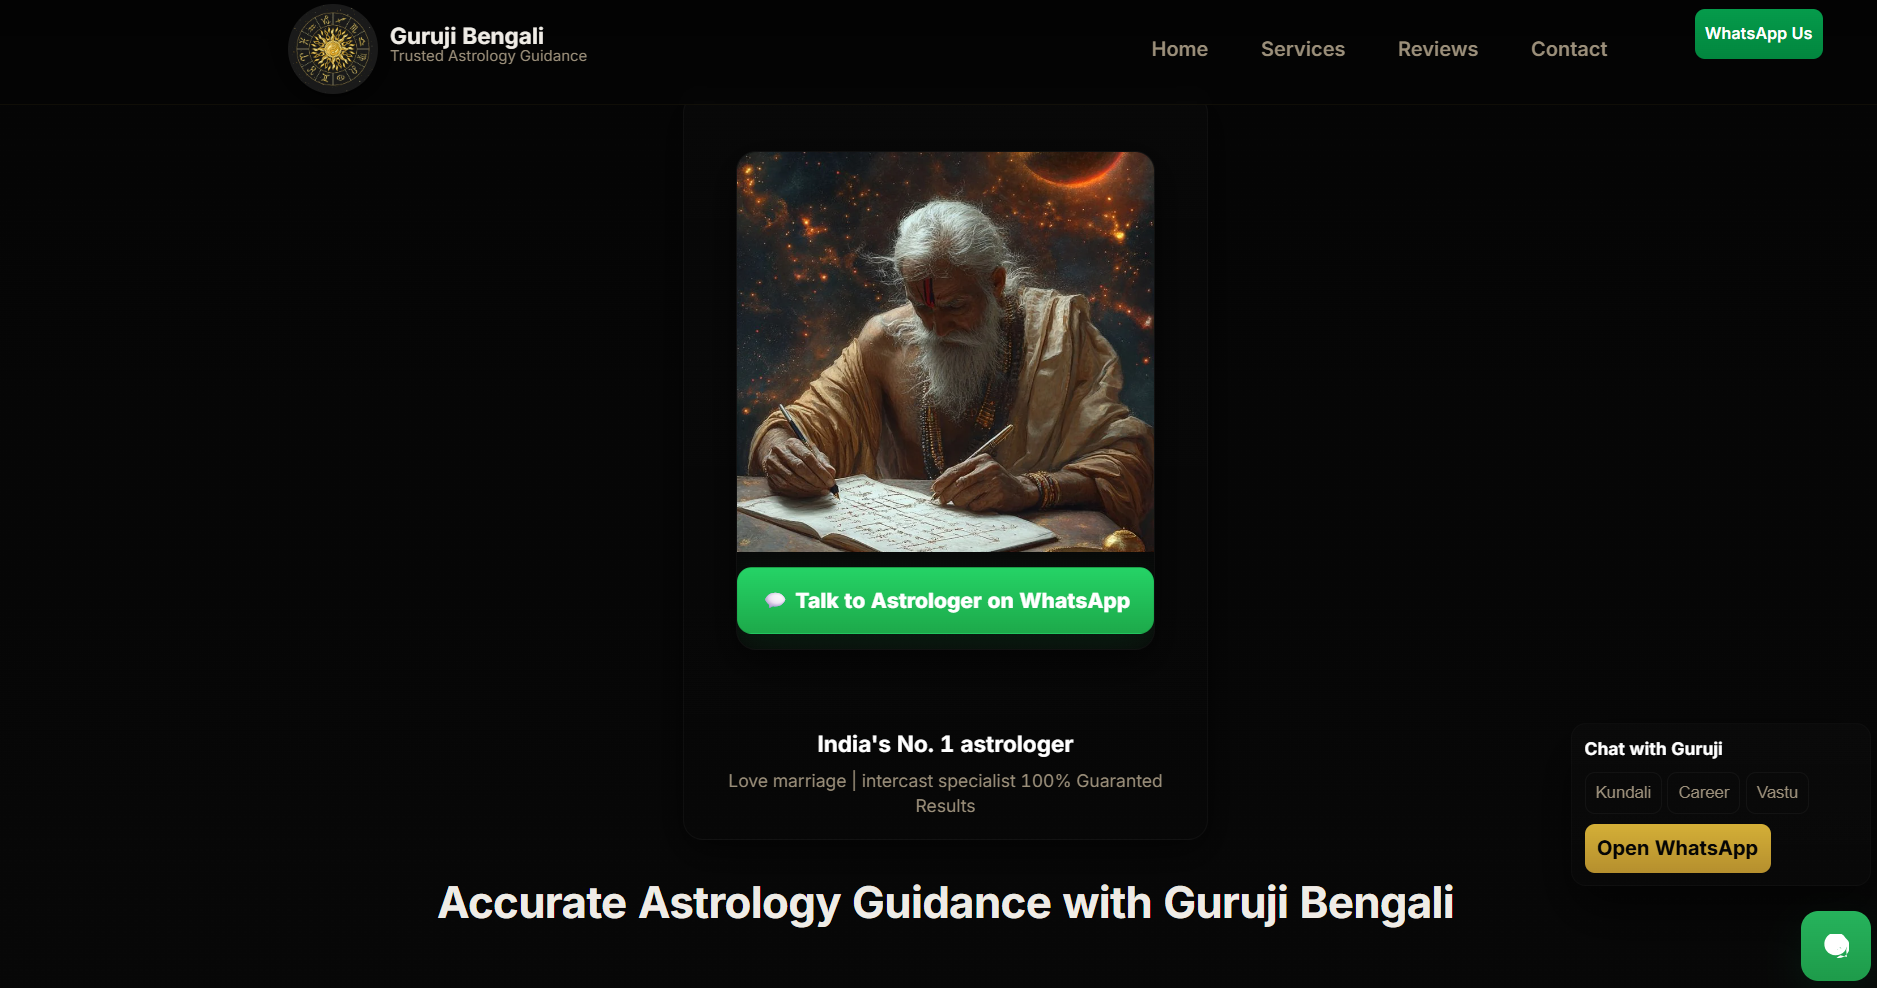 Guruji Bengali
Trusted Astrology Guidance
Home
Services
Reviews
Contact
WhatsApp Us
Talk to Astrologer on WhatsApp
India's No. 1 astrologer
Love marriage | intercast specialist 100% Guaranted
Results
Chat with Guruji
Kundali
Career
Vastu
Open WhatsApp
Accurate Astrology Guidance with Guruji Bengali